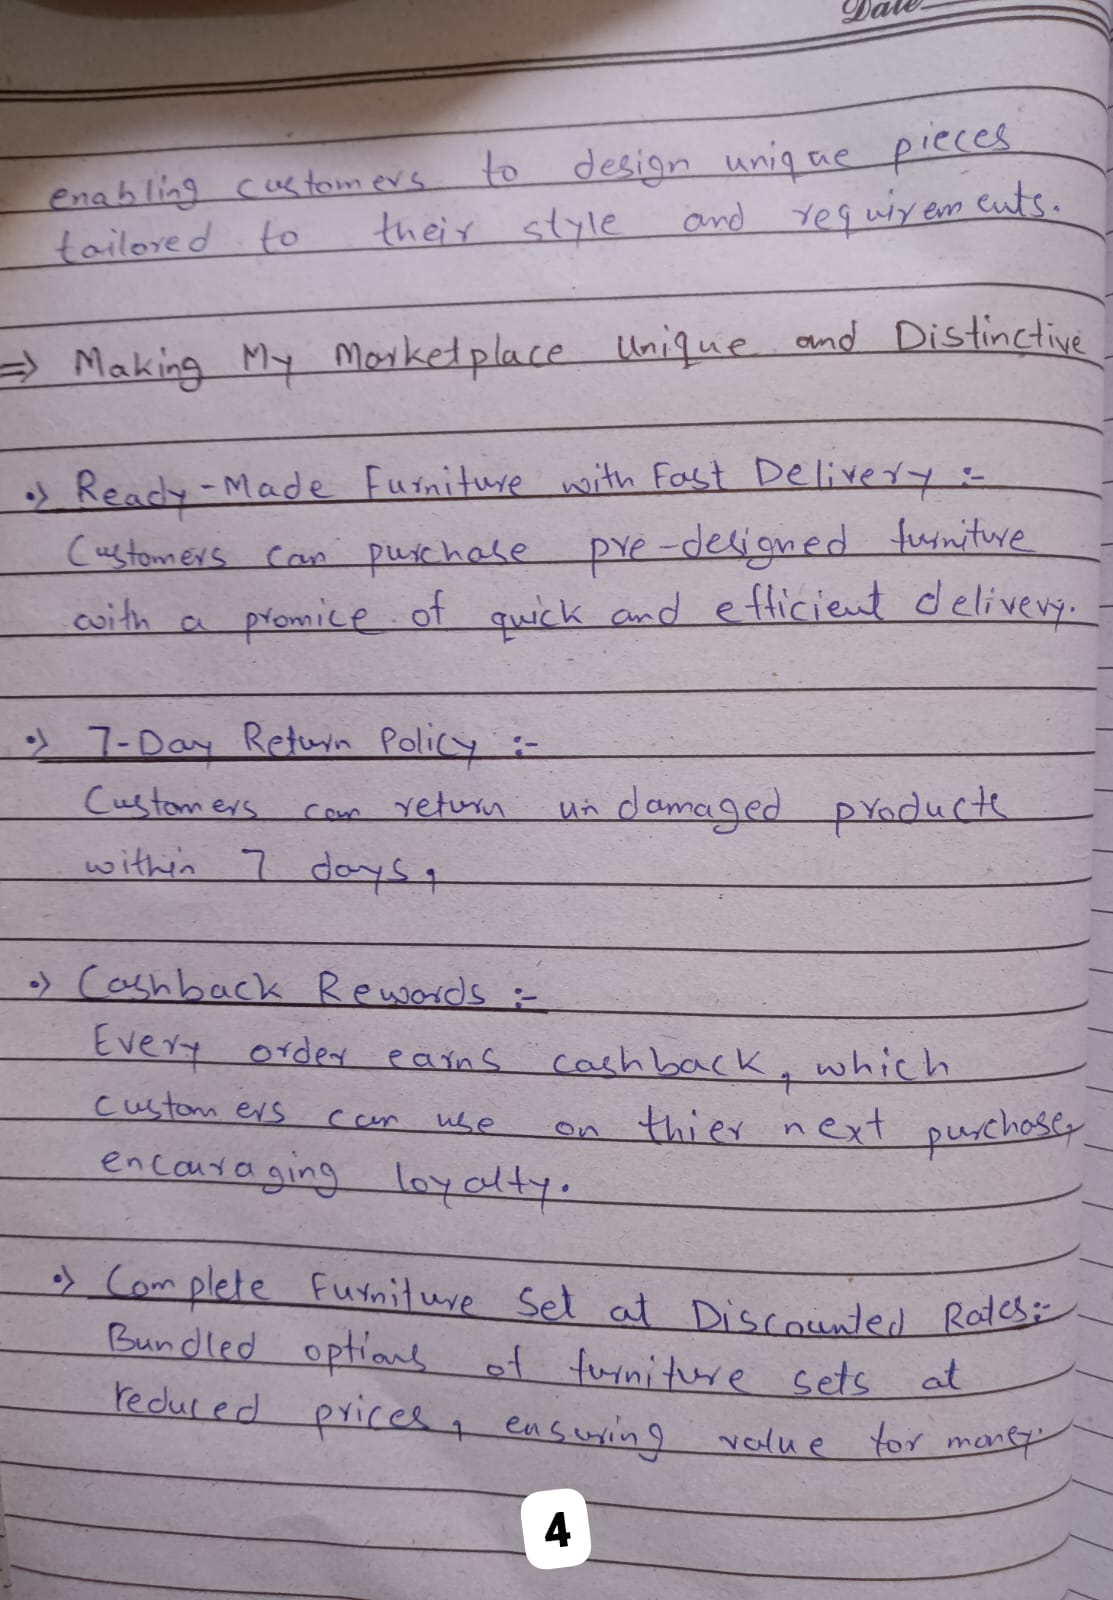 Date
enabling customers to design unique pieces
tailored to their style and requirements.
⇒ Making My Marketplace Unique and Distinctive
•) Ready-Made Furniture with Fast Delivery :-
Customers can purchase pre-designed furniture
with a promice of quick and efficient delivery.
•) 7-Day Return Policy :-
Customers can return undamaged products
within 7 days,
•) Cashback Rewards :-
Every order earns cashback, which
customers can use on thier next purchase,
encouraging loyalty.
•) Complete Furniture Set at Discounted Rates:-
Bundled options of furniture sets at
reduced prices, ensuring value for money.
4